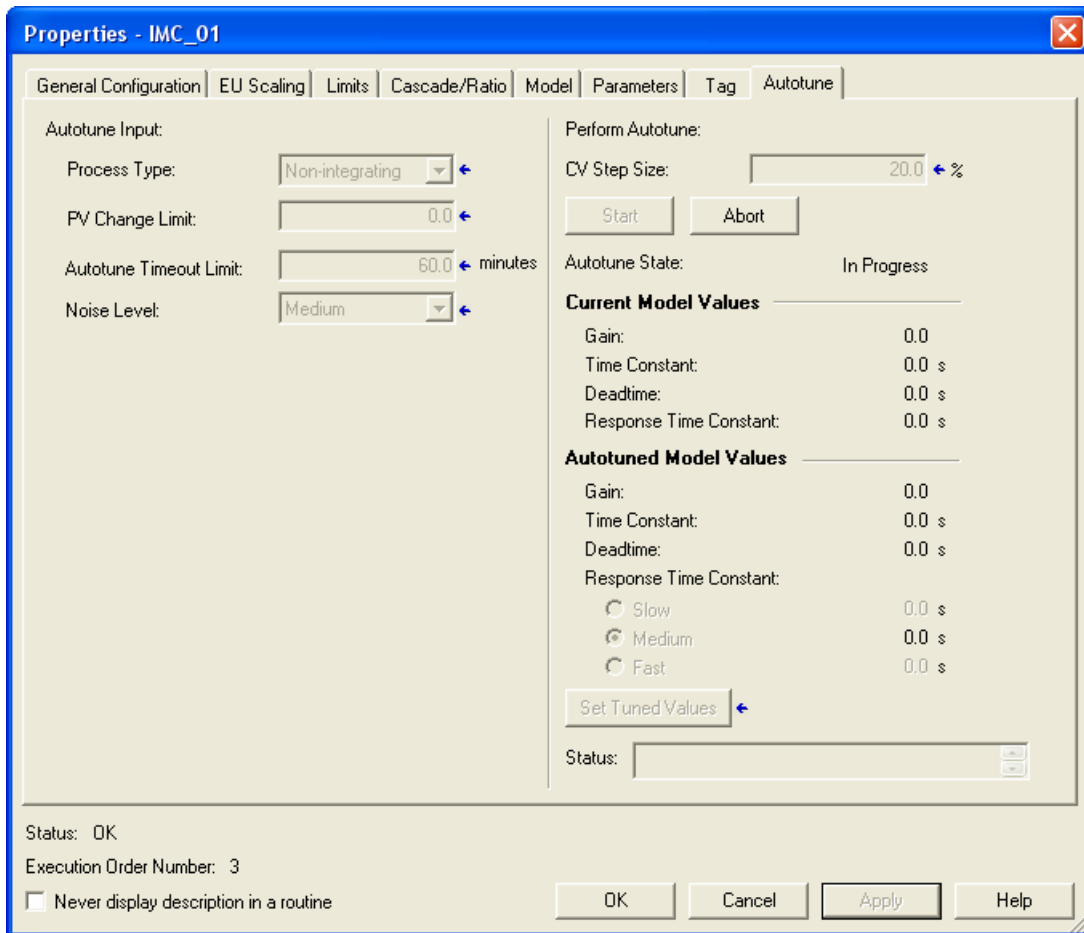 Properties - IMC_01
General Configuration EU Scaling Limits Cascade/Ratio Model Parameters Tag Autotune
Autotune Input:
Process Type: Non-integrating
PV Change Limit: 0.0
Autotune Timeout Limit: 60.0 minutes
Noise Level: Medium
Perform Autotune:
CV Step Size: 20.0 %
Start Abort
Autotune State: In Progress
Current Model Values
Gain: 0.0
Time Constant: 0.0 s
Deadtime: 0.0 s
Response Time Constant: 0.0 s
Autotuned Model Values
Gain: 0.0
Time Constant: 0.0 s
Deadtime: 0.0 s
Response Time Constant:
Slow 0.0 s
Medium 0.0 s
Fast 0.0 s
Set Tuned Values
Status:
Status: OK
Execution Order Number: 3
Never display description in a routine
OK Cancel Apply Help